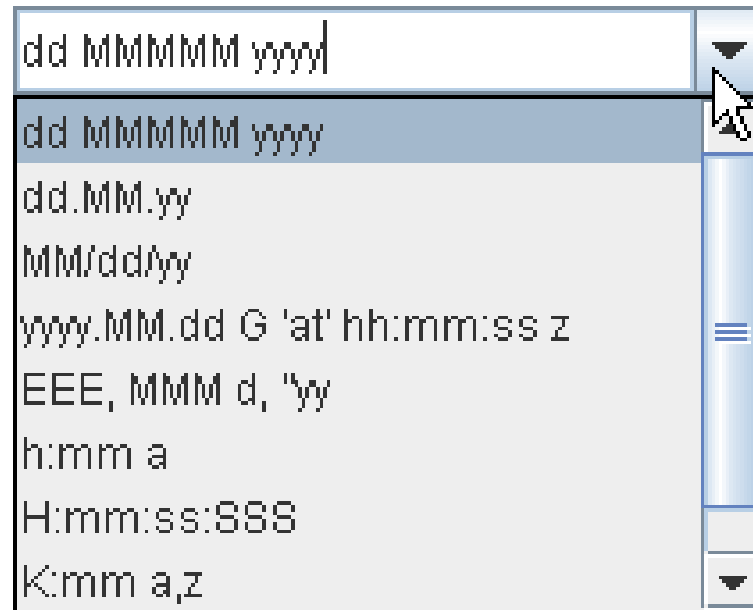 dd MMMMM yyyy
dd MMMMM yyyy
dd.MM.yy
MM/dd/yy
yyyy.MM.dd G 'at' hh:mm:ss z
EEE, MMM d, ''yy
h:mm a
H:mm:ss:SSS
K:mm a,z